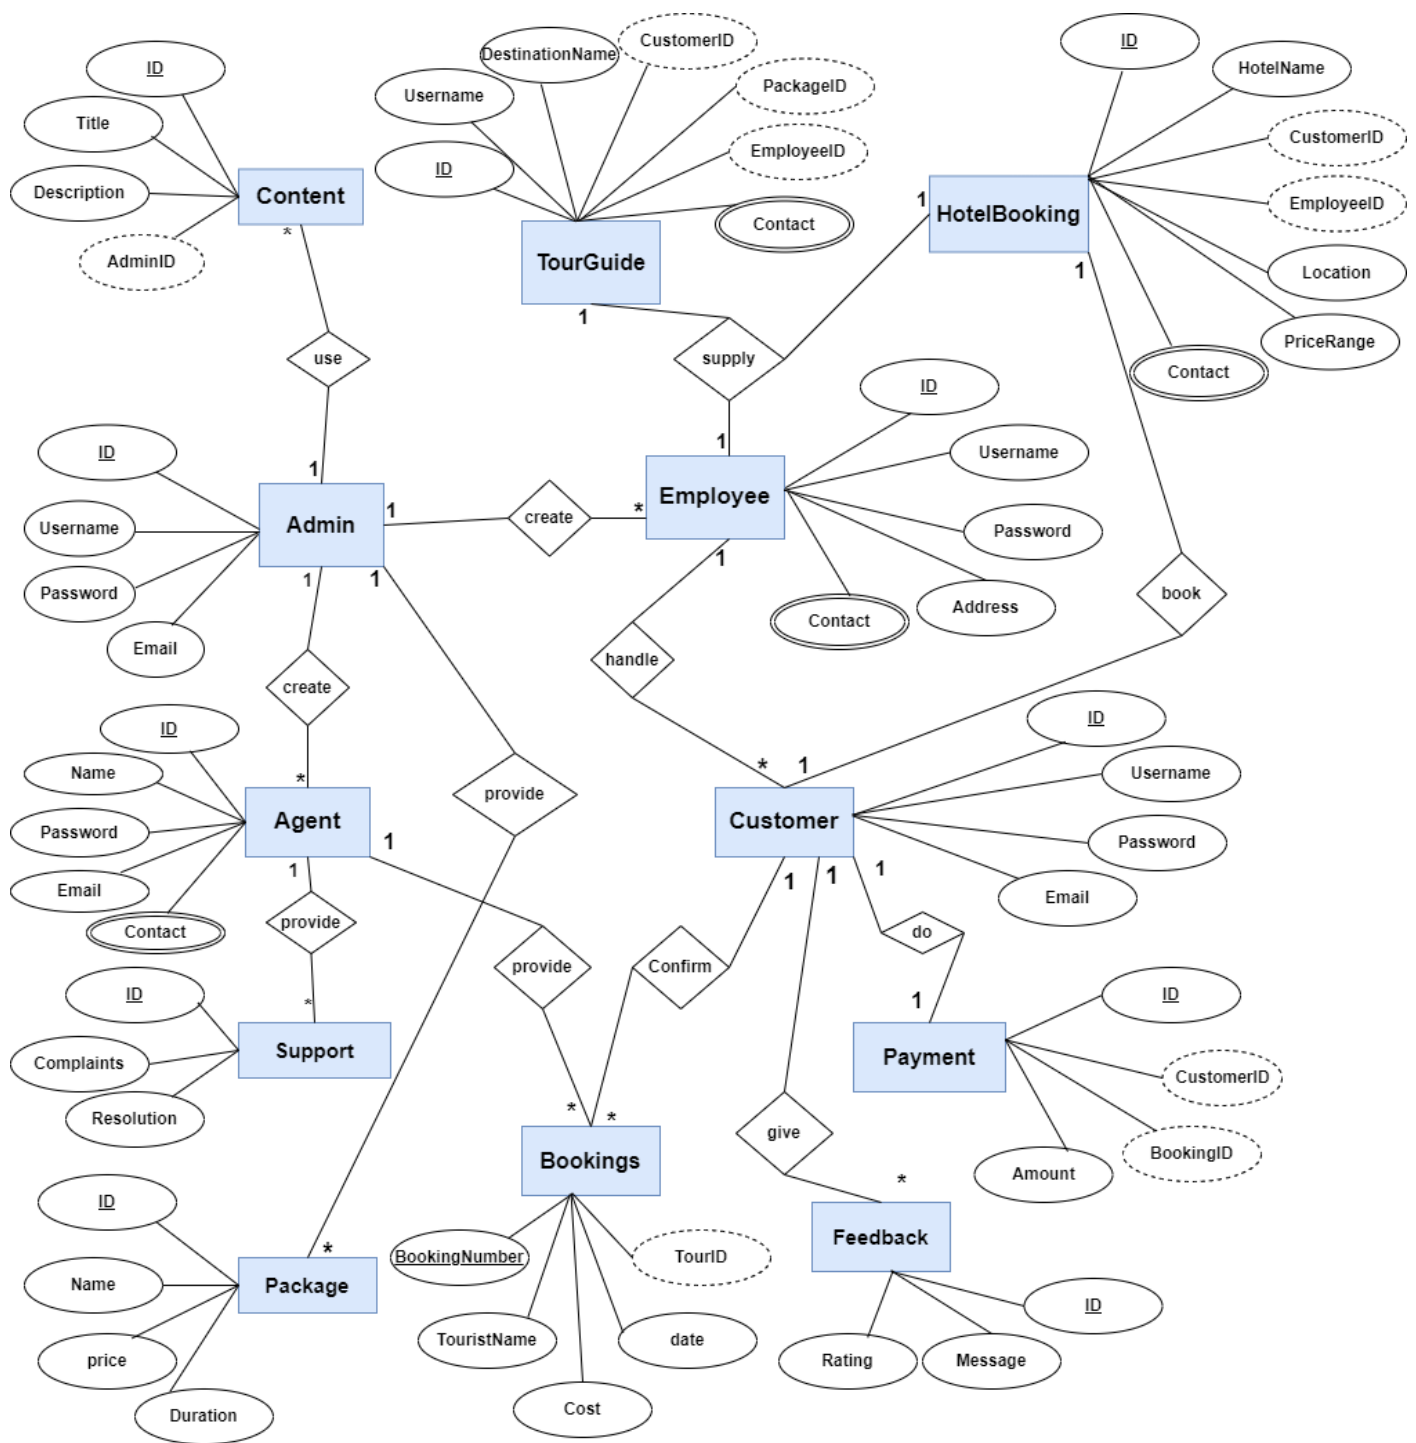 ID
Title
Description
AdminID
Content
*
use
1
DestinationName
CustomerID
Username
PackageID
ID
EmployeeID
Contact
TourGuide
1
supply
1
ID
HotelName
CustomerID
EmployeeID
Location
PriceRange
Contact
HotelBooking
1
1
book
1
ID
Username
Password
Email
Admin
1
create
*
Employee
1
ID
Username
Password
Address
Contact
handle
*
1
create
*
1
provide
*
ID
Name
Password
Email
Contact
Agent
1
provide
*
1
provide
*
ID
Complaints
Resolution
Support
ID
Name
price
Duration
Package
Customer
ID
Username
Password
Email
1
Confirm
*
1
give
*
1
do
1
Bookings
BookingNumber
TouristName
Cost
date
TourID
Payment
ID
CustomerID
BookingID
Amount
Feedback
Rating
Message
ID